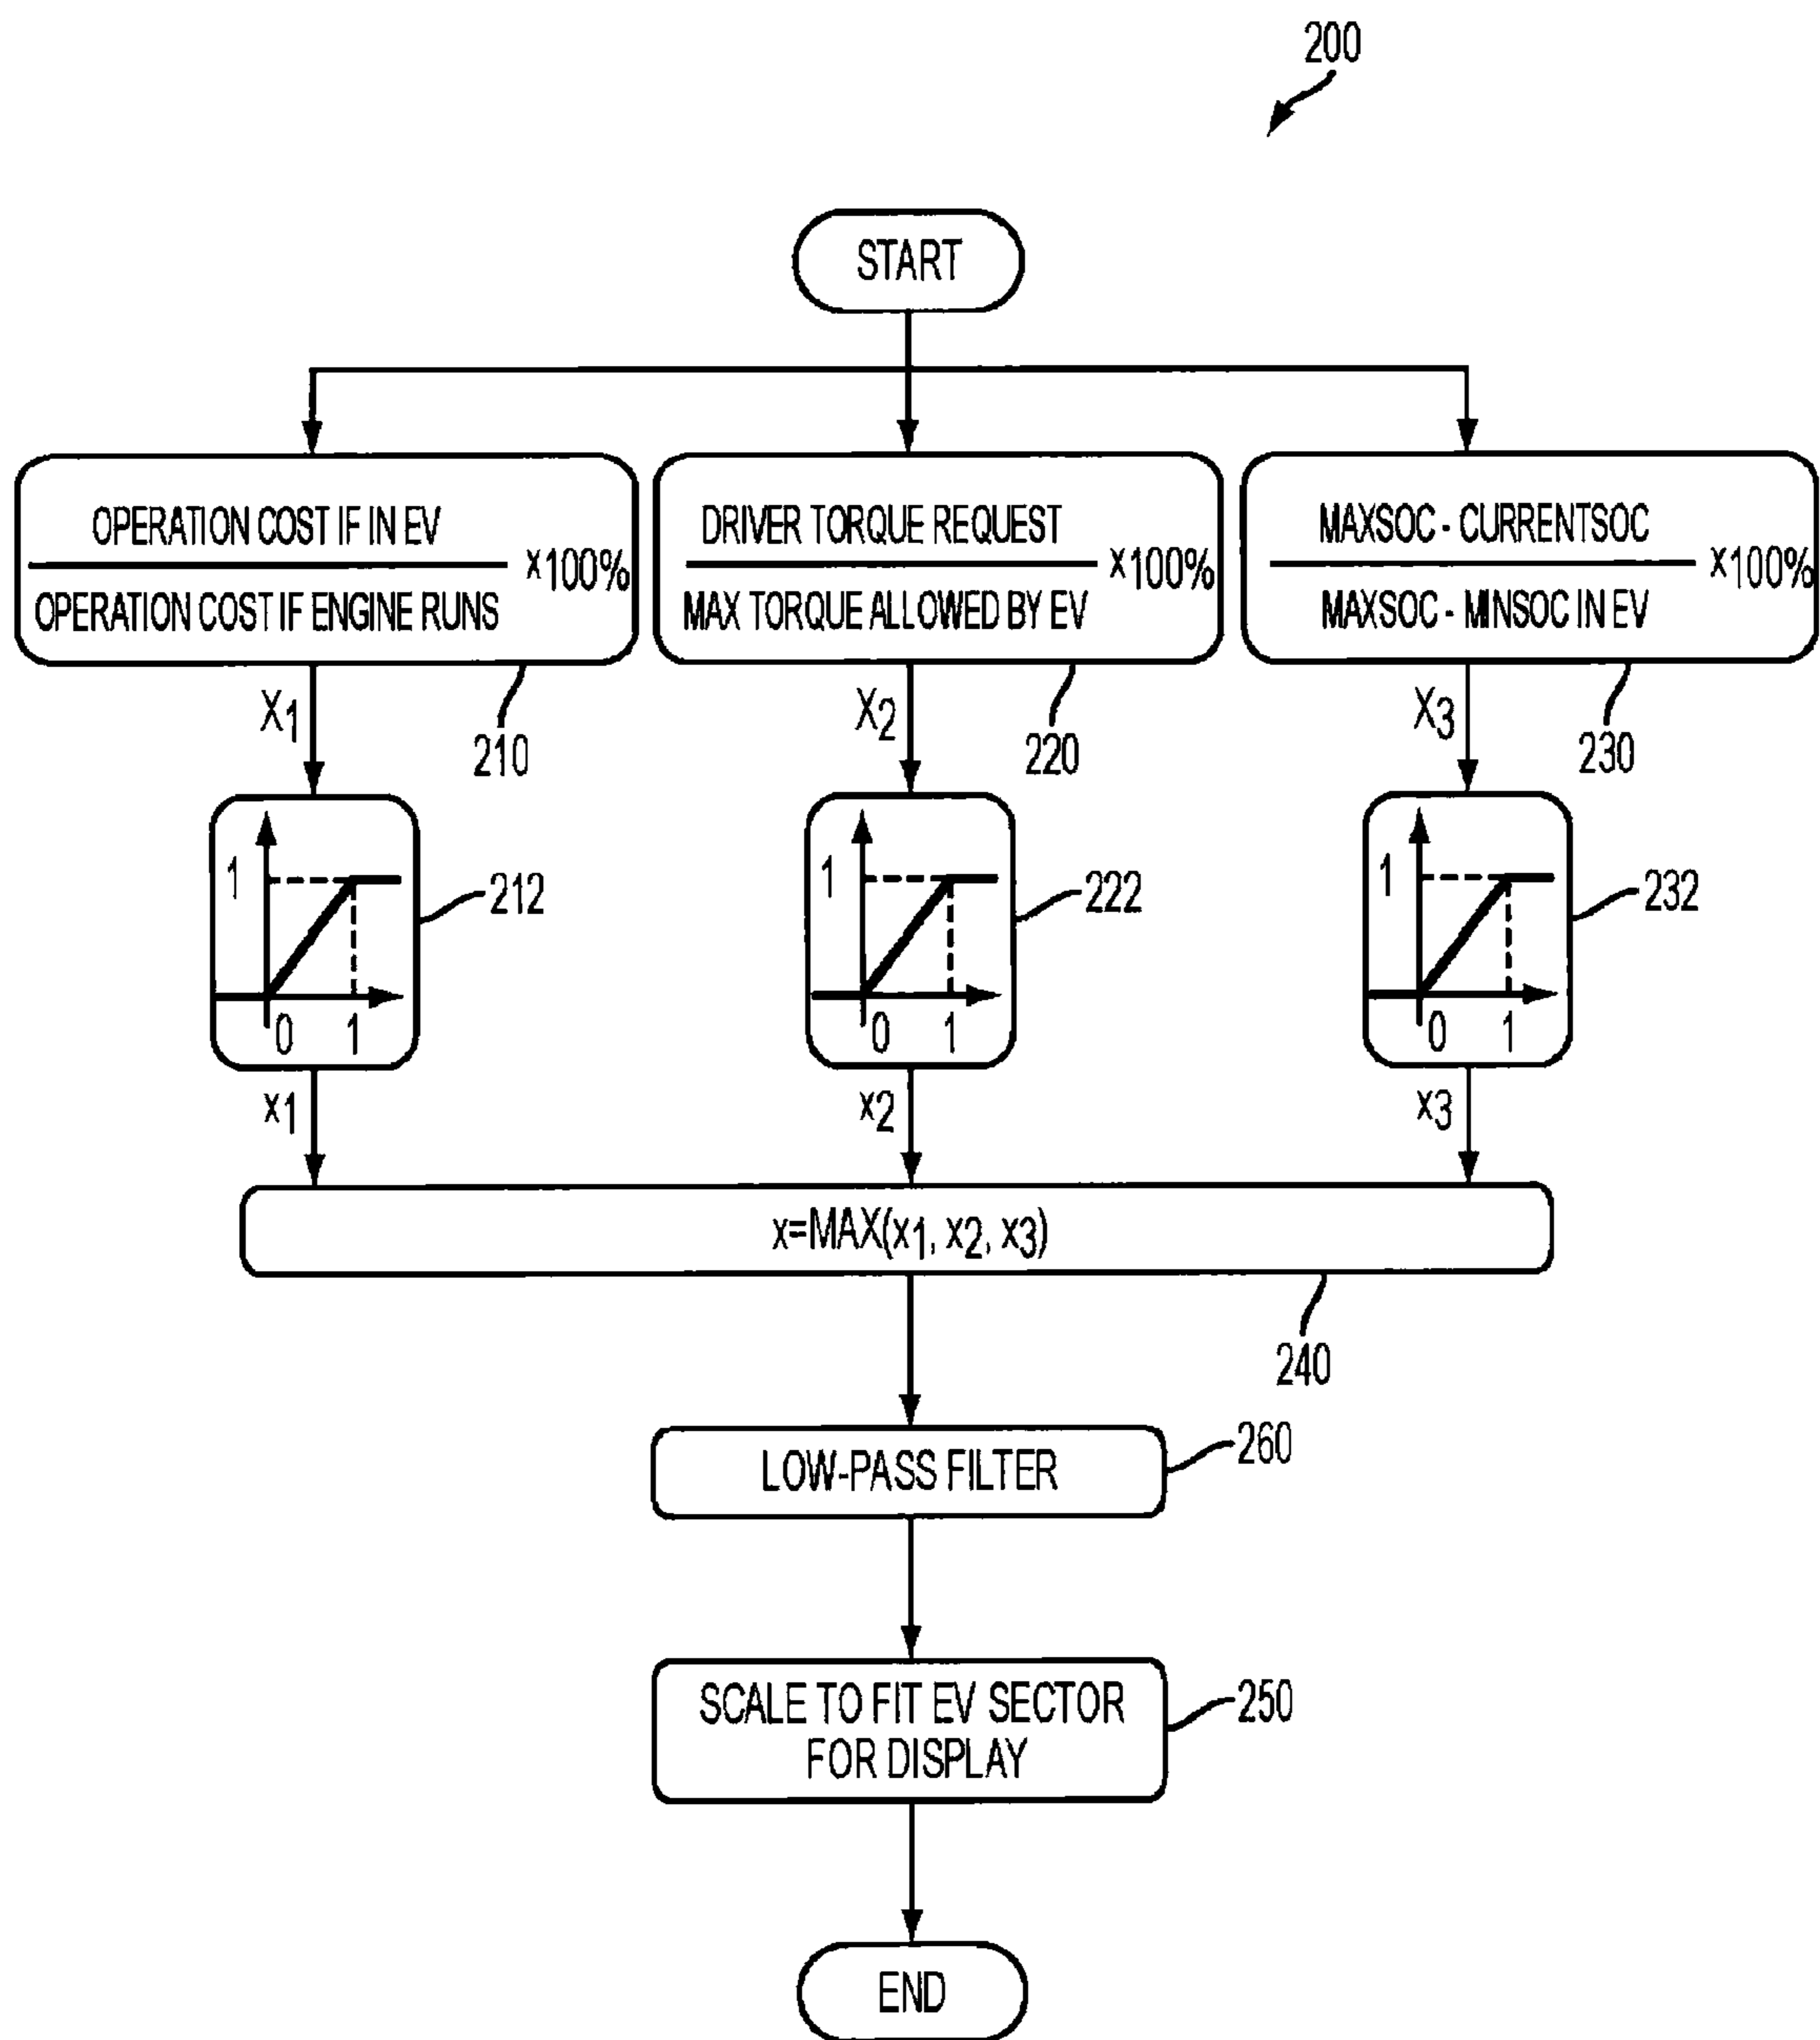 200
START
OPERATION COST IF IN EV
OPERATION COST IF ENGINE RUNS
x100%
DRIVER TORQUE REQUEST
MAX TORQUE ALLOWED BY EV
x100%
MAXSOC - CURRENTSOC
MAXSOC - MINSOC IN EV
x100%
X1
210
X2
220
X3
230
1
0 1
212
1
0 1
222
1
0 1
232
x1
x2
x3
x=MAX(x1, x2, x3)
240
LOW-PASS FILTER
260
SCALE TO FIT EV SECTOR
FOR DISPLAY
250
END